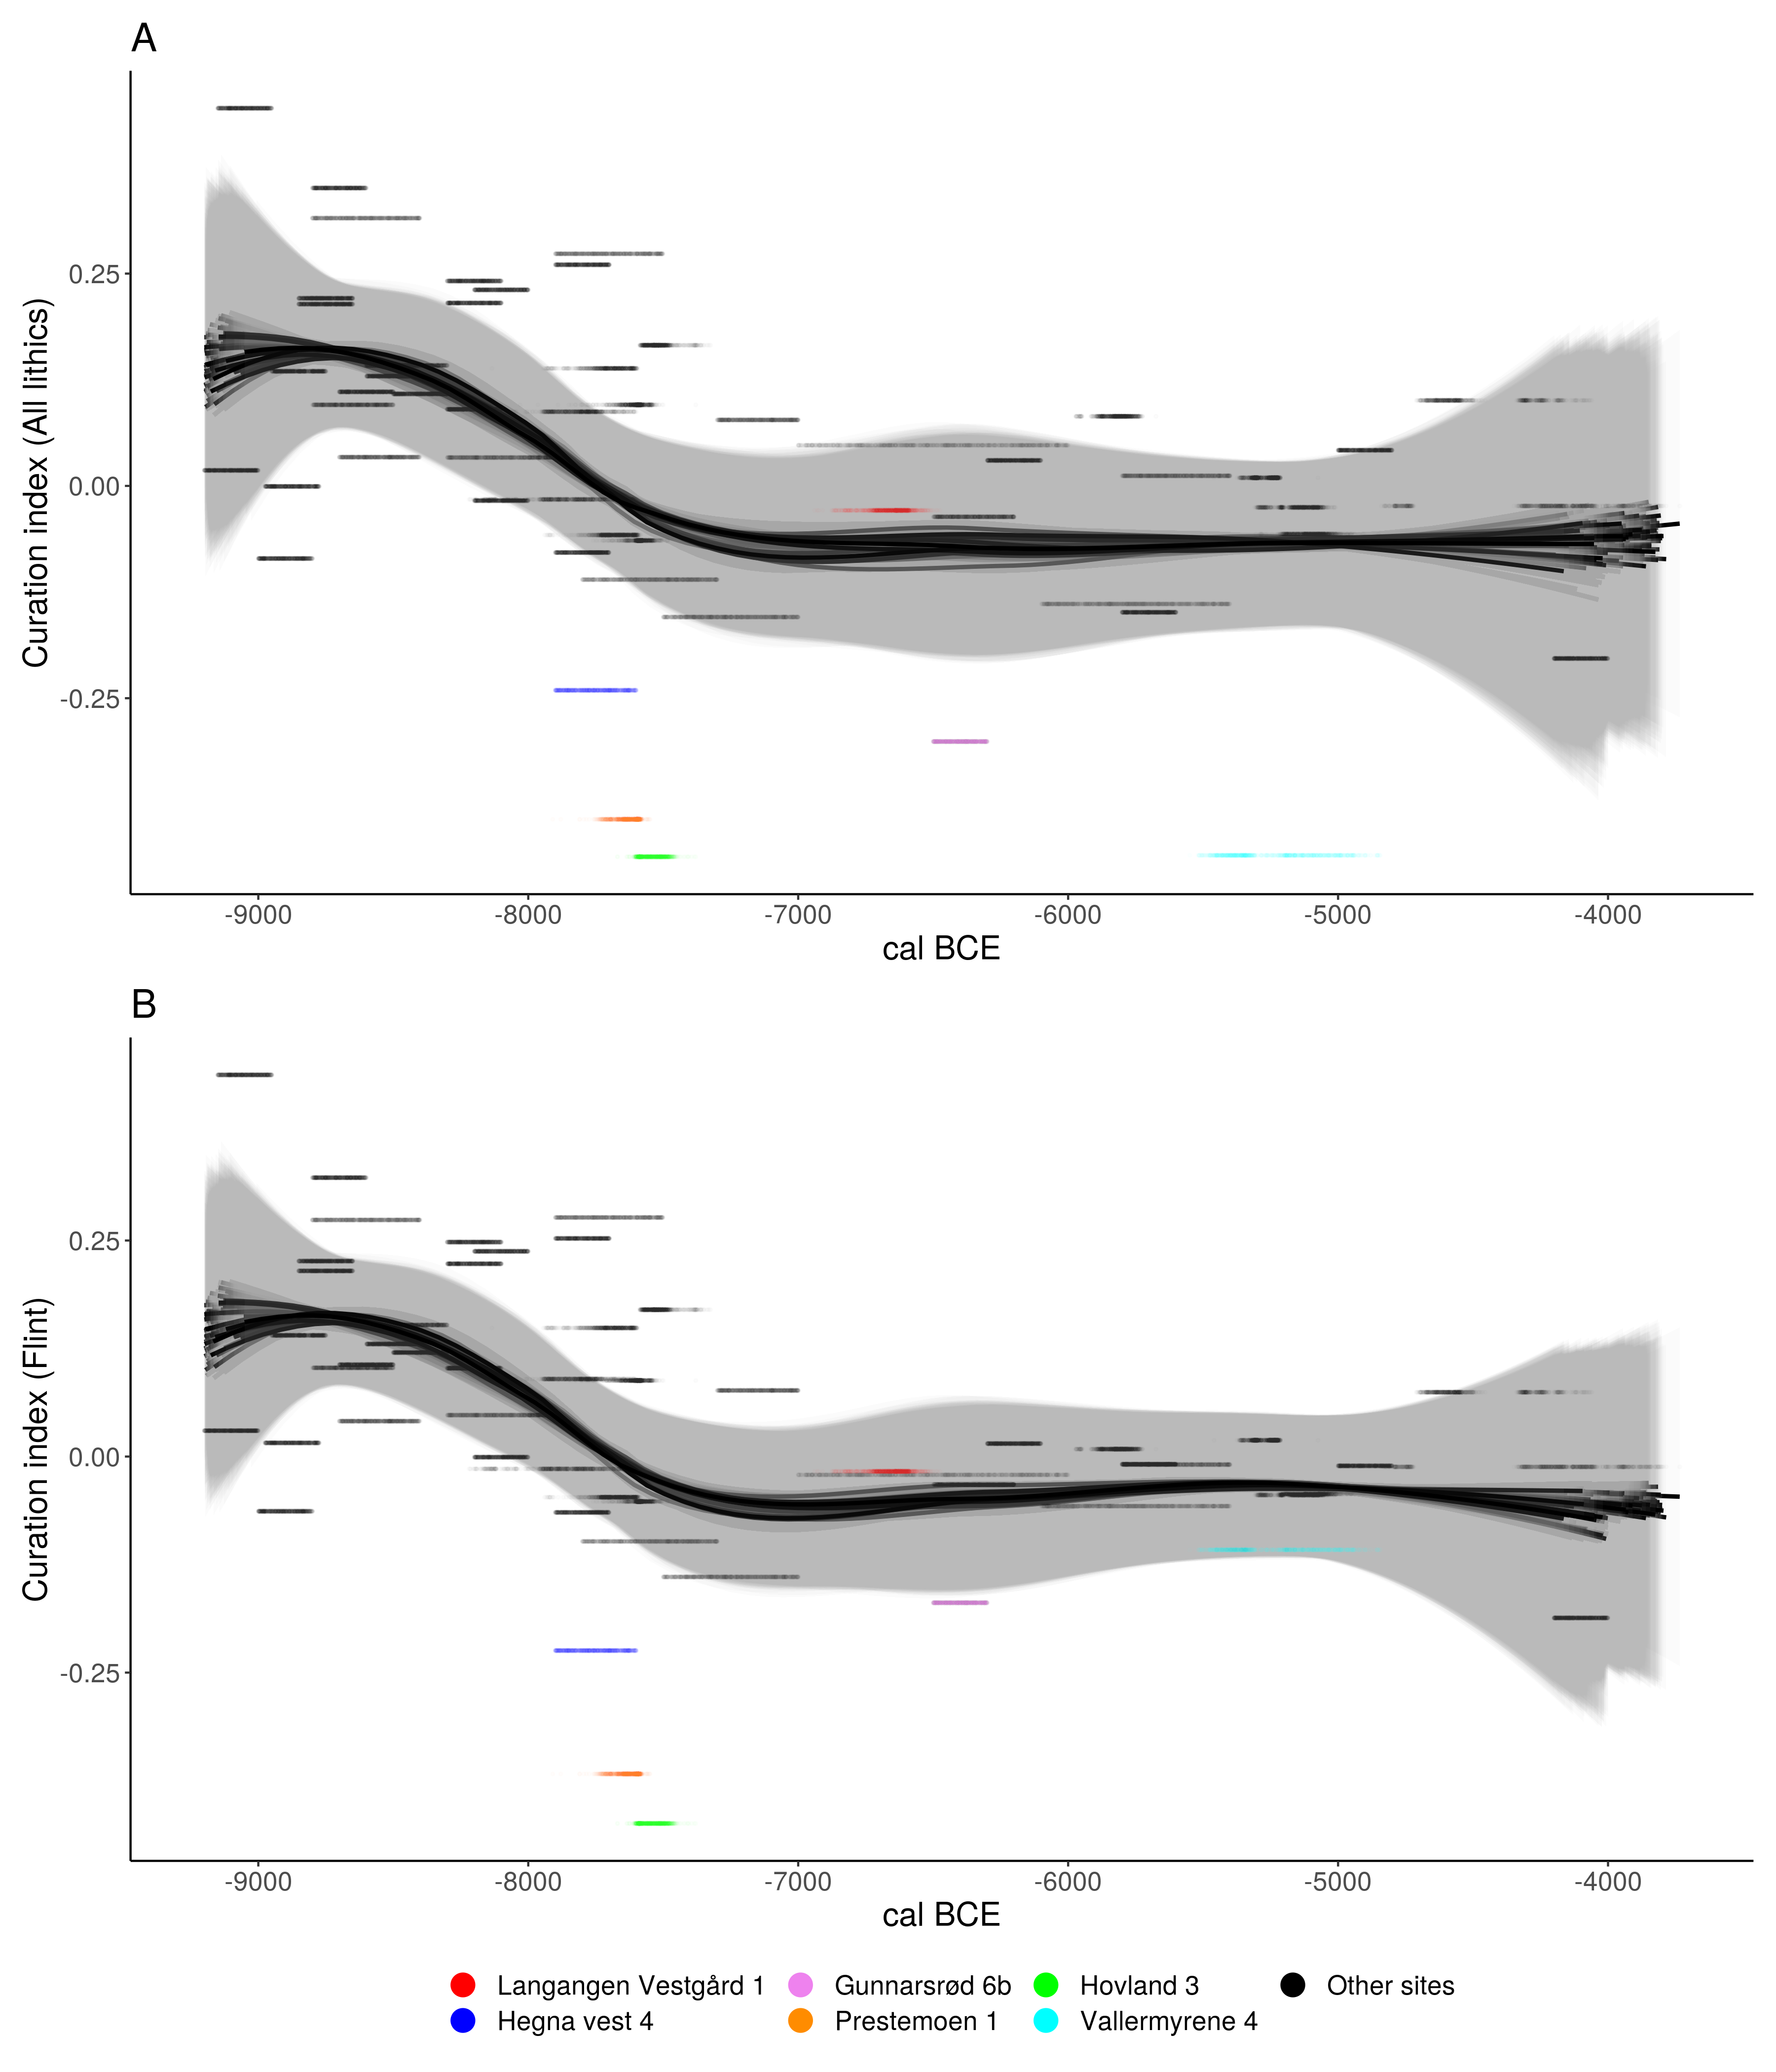 A
Curation index (All lithics)
0.25
0.00
-0.25
-9000 -8000 -7000 -6000 -5000 -4000
cal BCE
B
Curation index (Flint)
0.25
0.00
-0.25
-9000 -8000 -7000 -6000 -5000 -4000
cal BCE
Langangen Vestgård 1 Gunnarsrød 6b Hovland 3 Other sites
Hegna vest 4 Prestemoen 1 Vallermyrene 4